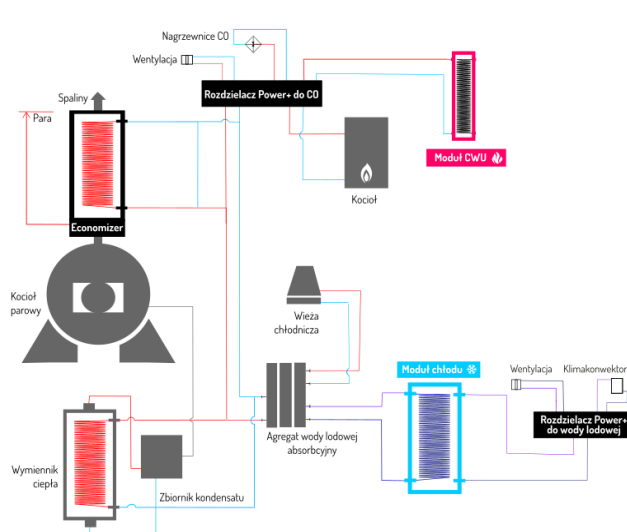 Nagrzewnice CO
Wentylacja
Rozdzielacz Power+ do CO
Spaliny
Para
Moduł CWU
Kocioł
Economizer
Kocioł
parowy
Wieża
chłodnicza
Moduł chłodu
Wentylacja
Klimakonwektor
Rozdzielacz Power+
do wody lodowej
Agregat wody lodowej
absorbcyjny
Wymiennik
ciepła
Zbiornik kondensatu